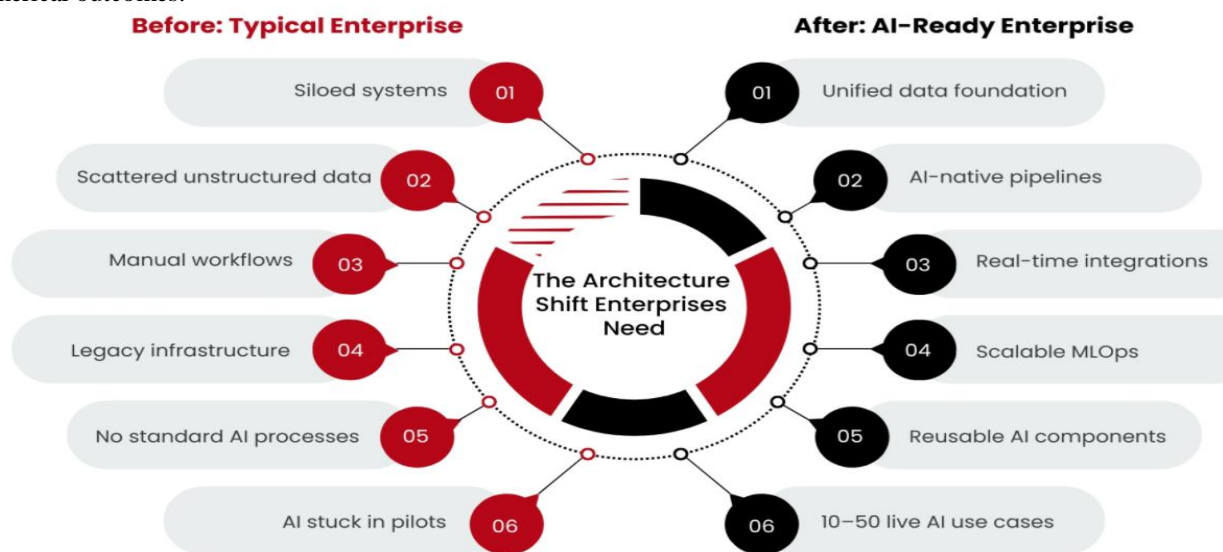 Before: Typical Enterprise
After: AI-Ready Enterprise
Siloed systems 01
01 Unified data foundation
Scattered unstructured data 02
02 AI-native pipelines
Manual workflows 03
03 Real-time integrations
The Architecture
Shift Enterprises
Need
Legacy infrastructure 04
04 Scalable MLOps
No standard AI processes 05
05 Reusable AI components
AI stuck in pilots 06
06 10–50 live AI use cases